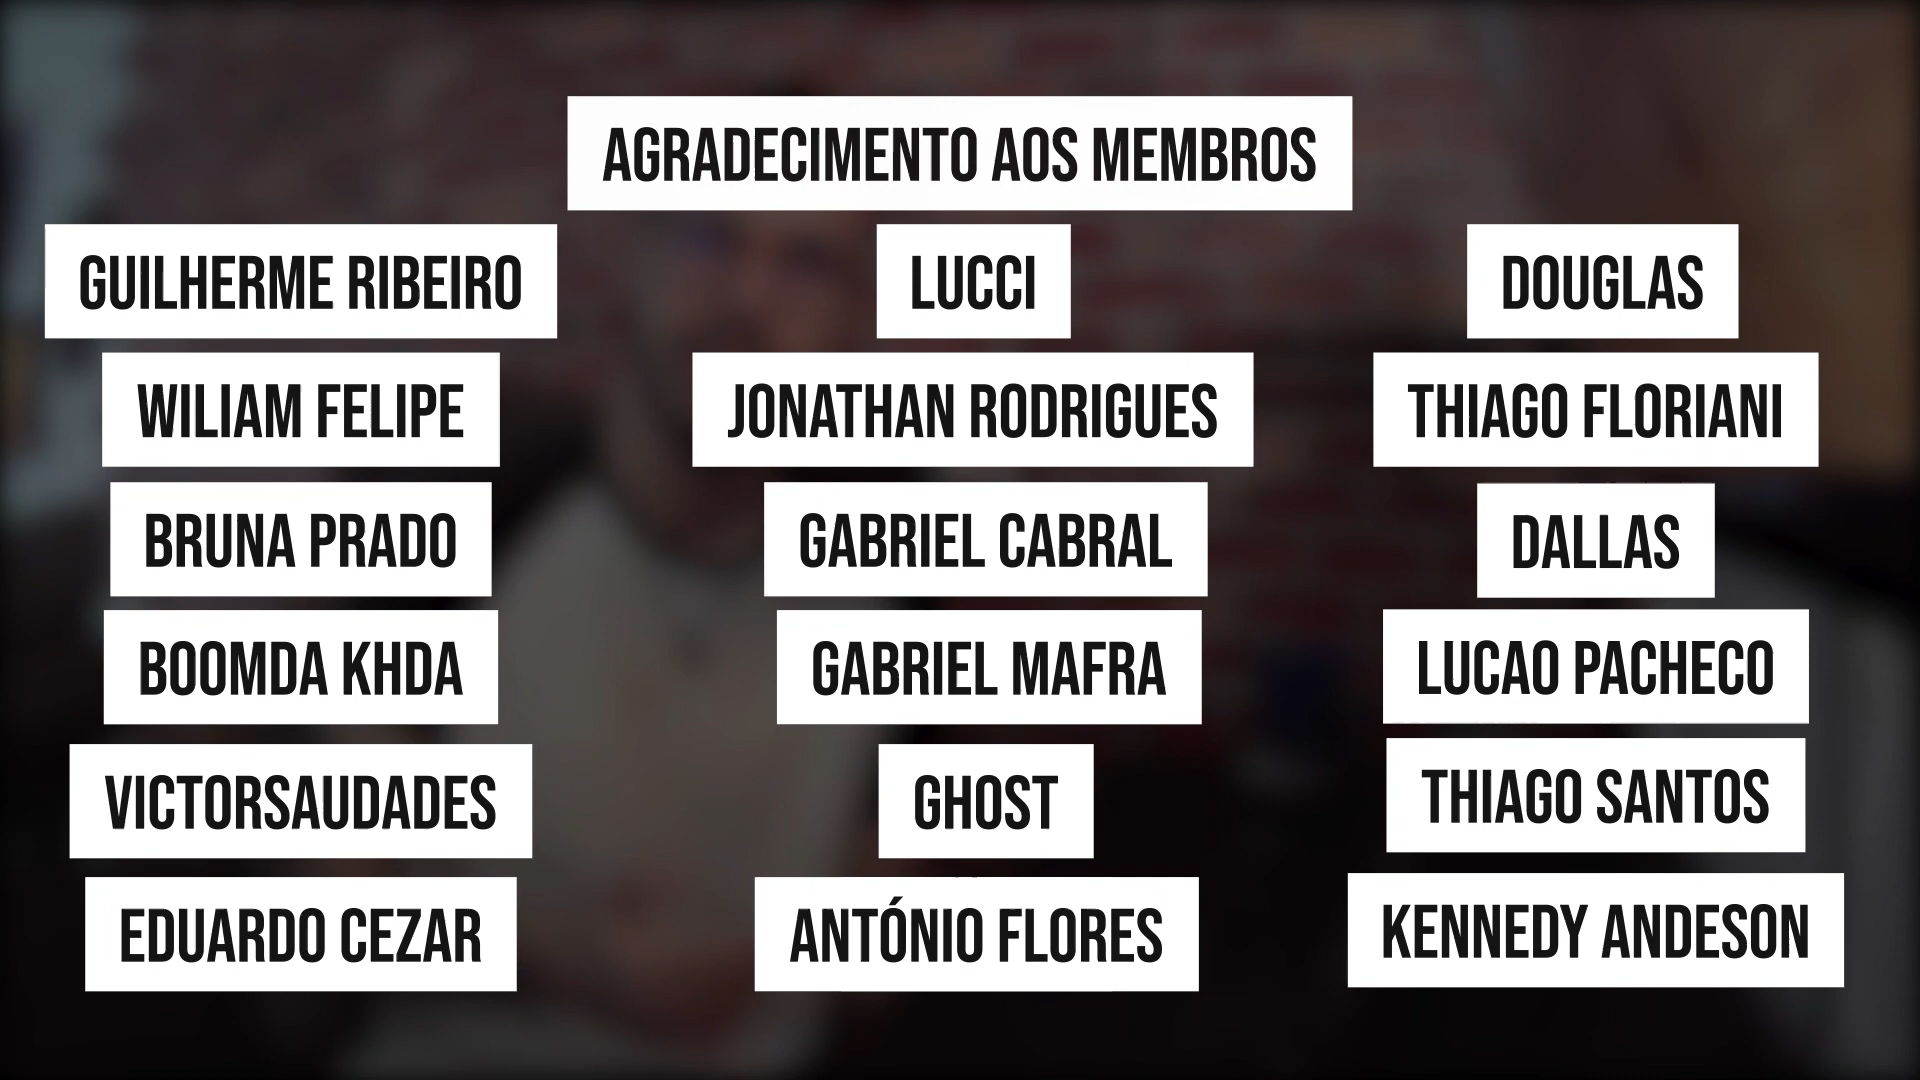 AGRADECIMENTO AOS MEMBROS
GUILHERME RIBEIRO
LUCCI
DOUGLAS
WILIAM FELIPE
JONATHAN RODRIGUES
THIAGO FLORIANI
BRUNA PRADO
GABRIEL CABRAL
DALLAS
BOOMDA KHDA
GABRIEL MAFRA
LUCAO PACHECO
VICTORSAUDADES
GHOST
THIAGO SANTOS
EDUARDO CEZAR
ANTÓNIO FLORES
KENNEDY ANDESON